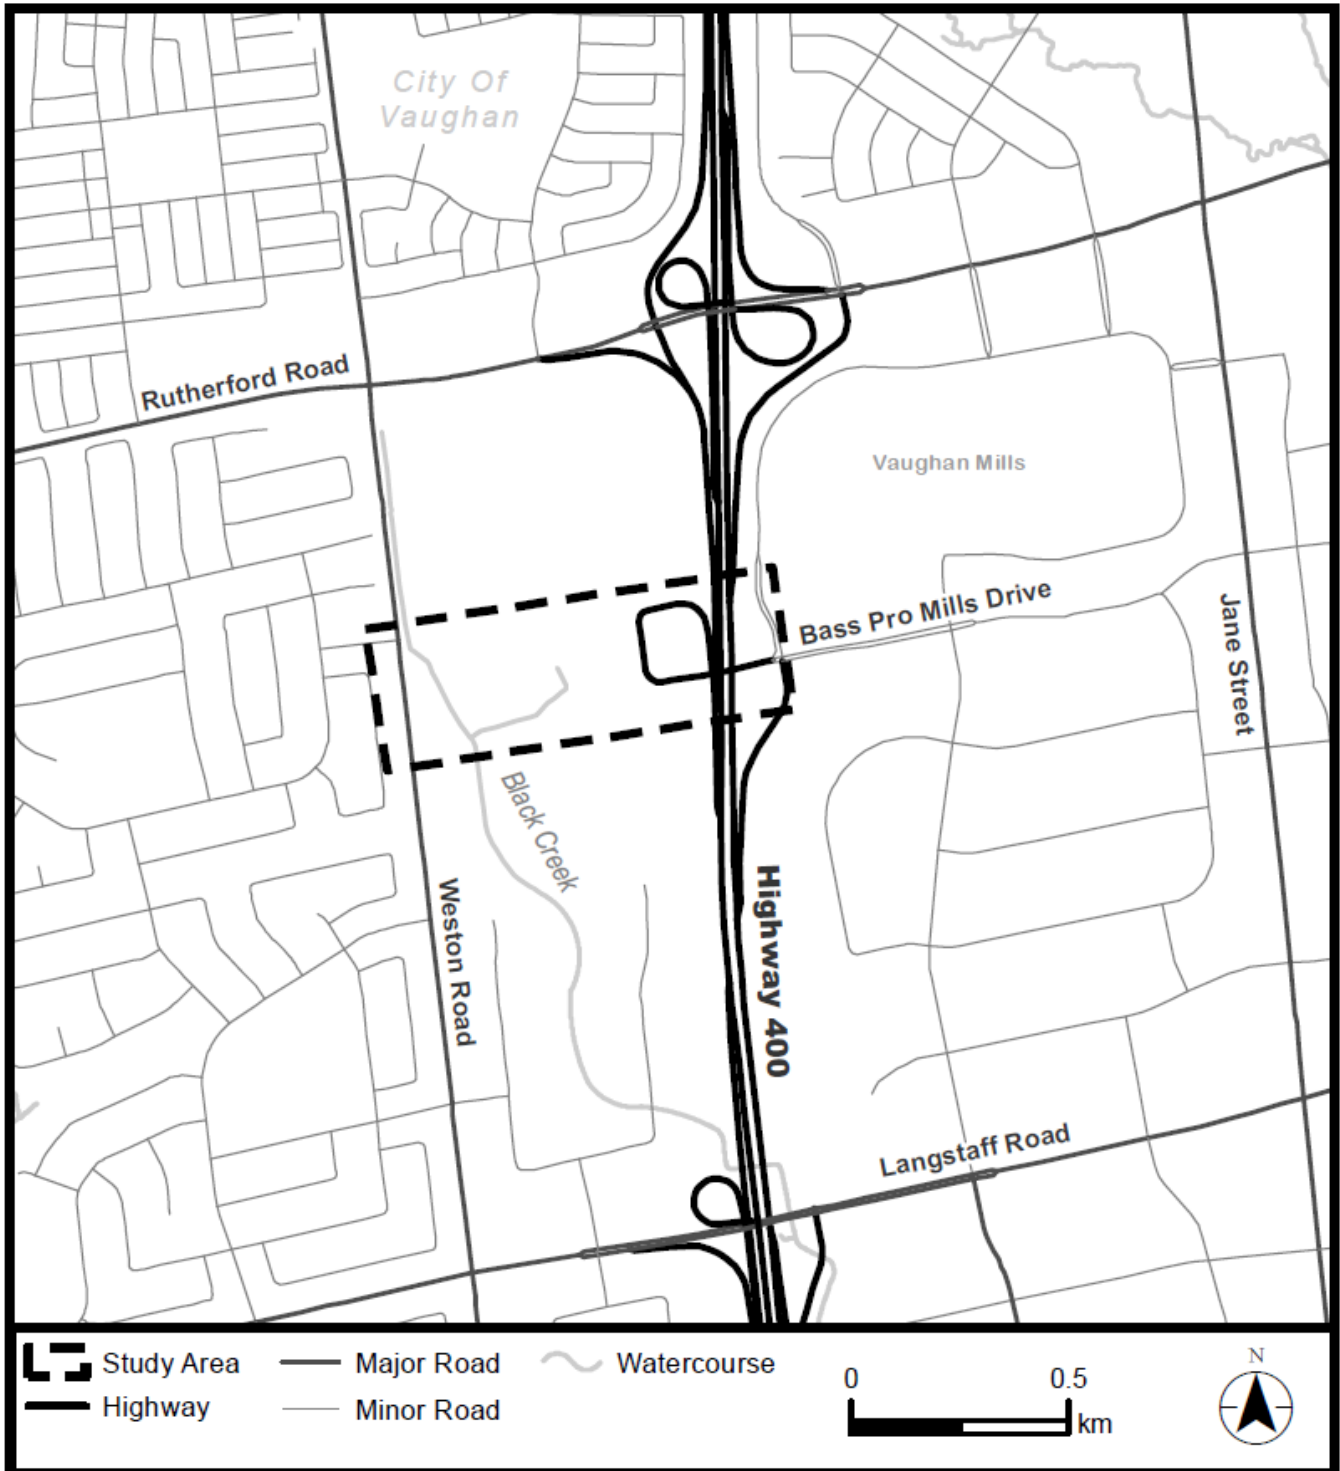 City Of
Vaughan
Rutherford Road
Vaughan Mills
Bass Pro Mills Drive
Jane Street
Black Creek
Weston Road
Highway 400
Langstaff Road
Study Area
Major Road
Watercourse
0
0.5
N
Highway
Minor Road
km